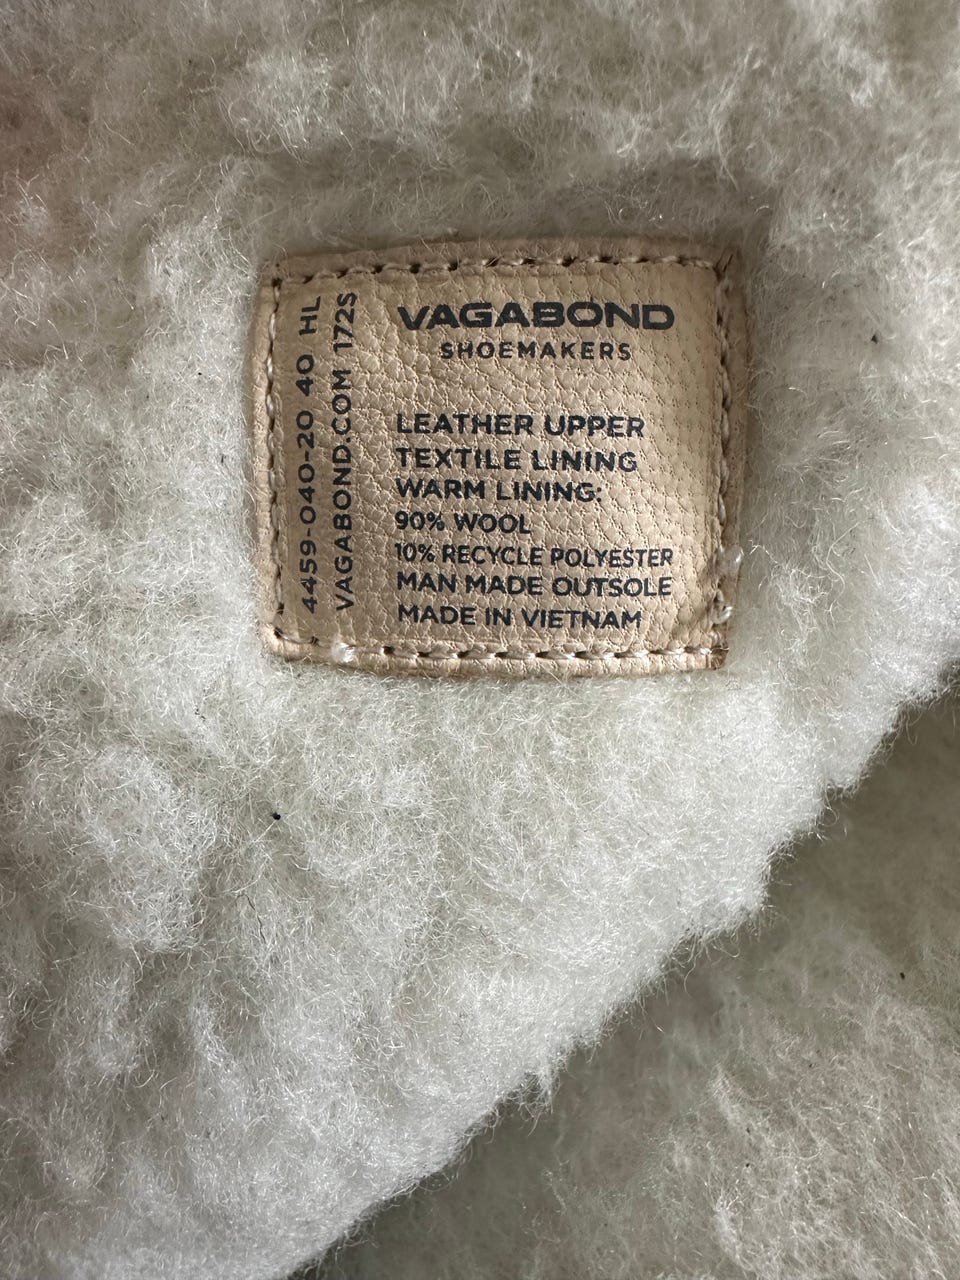 4459-040-20 40 HL
VAGABOND.COM 172S
VAGABOND
SHOEMAKERS
LEATHER UPPER
TEXTILE LINING
WARM LINING:
90% WOOL
10% RECYCLE POLYESTER
MAN MADE OUTSOLE
MADE IN VIETNAM